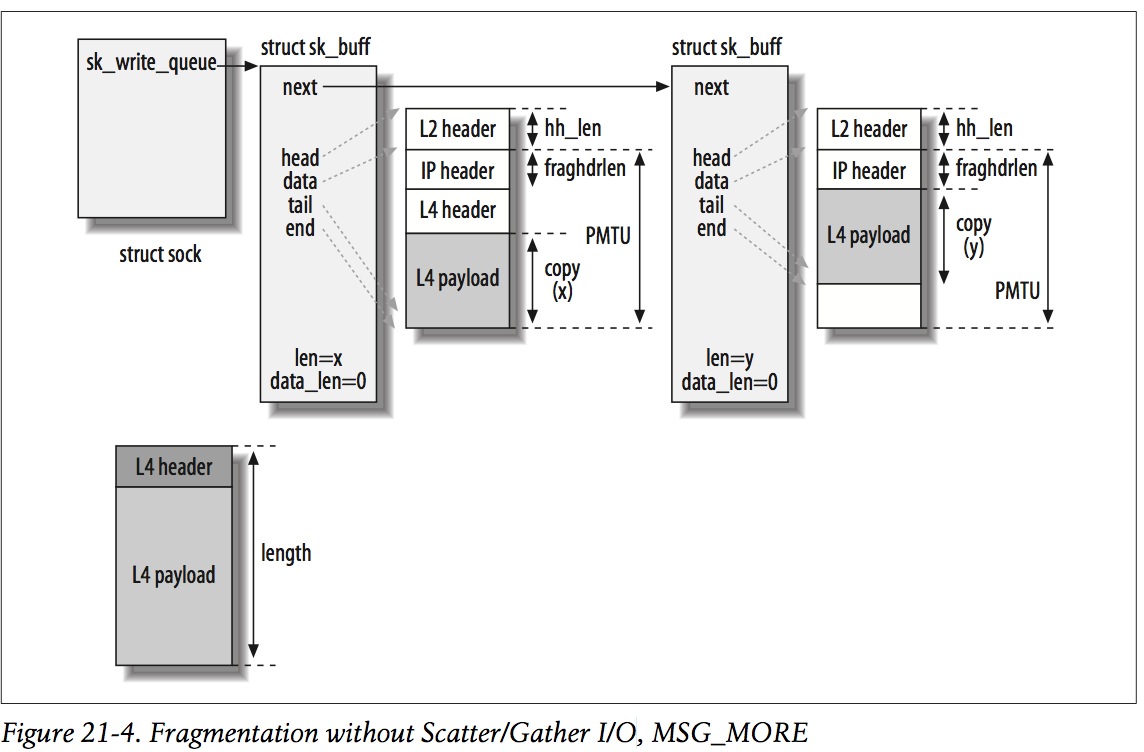 struct sk_buff
struct sk_buff
sk_write_queue
next
next
L2 header
hh_len
L2 header
hh_len
head
data
tail
end
IP header
fraghdrlen
head
data
tail
end
IP header
fraghdrlen
L4 header
PMTU
L4 payload
copy
(x)
L4 payload
copy
(y)
PMTU
struct sock
len=x
data_len=0
len=y
data_len=0
L4 header
L4 payload
length
Figure 21-4. Fragmentation without Scatter/Gather I/O, MSG_MORE